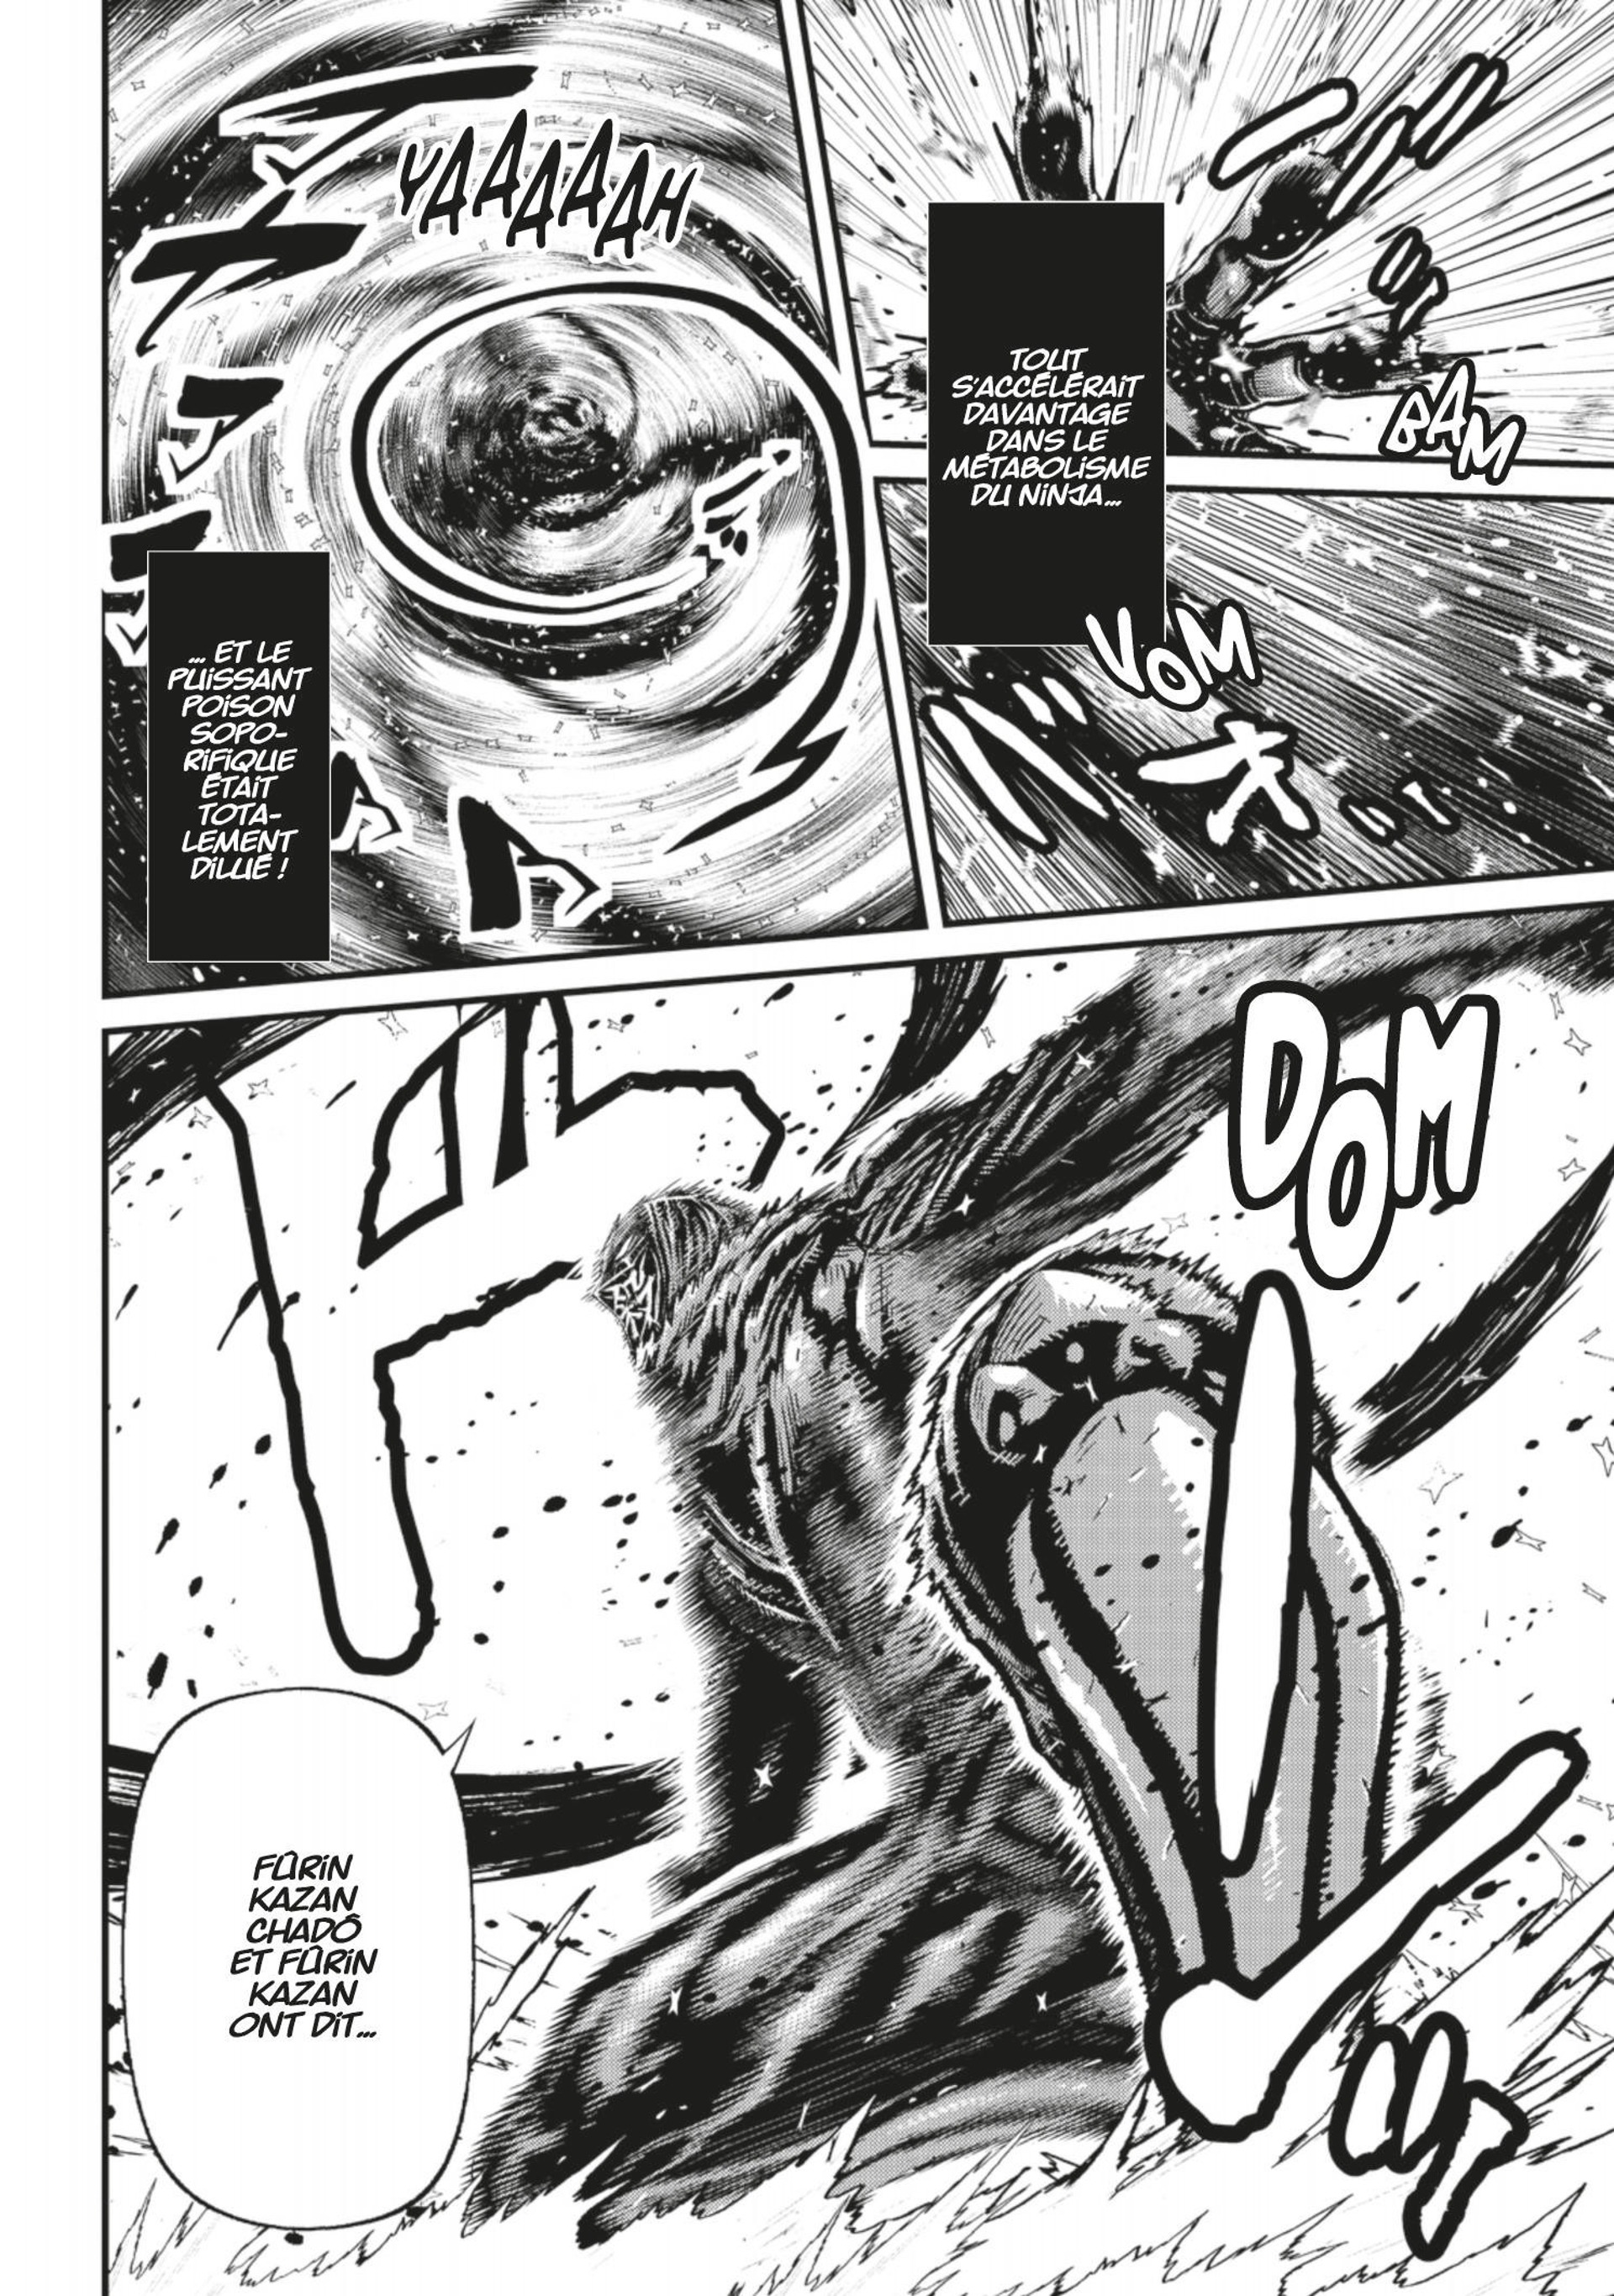 BAM
TOUT
S'ACCÉLÉRAIT
DAVANTAGE
DANS LE
MÉTABOLISME
DU NINJA...
VOM
YAAAAAAH
... ET LE
PUISSANT
POISON
SOPO-
RIFIQUE
ÉTAIT
TOTA-
LEMENT
DILUÉ !
DOM
FÛRIN
KAZAN
CHADÔ
ET FÛRIN
KAZAN
ONT DIT...